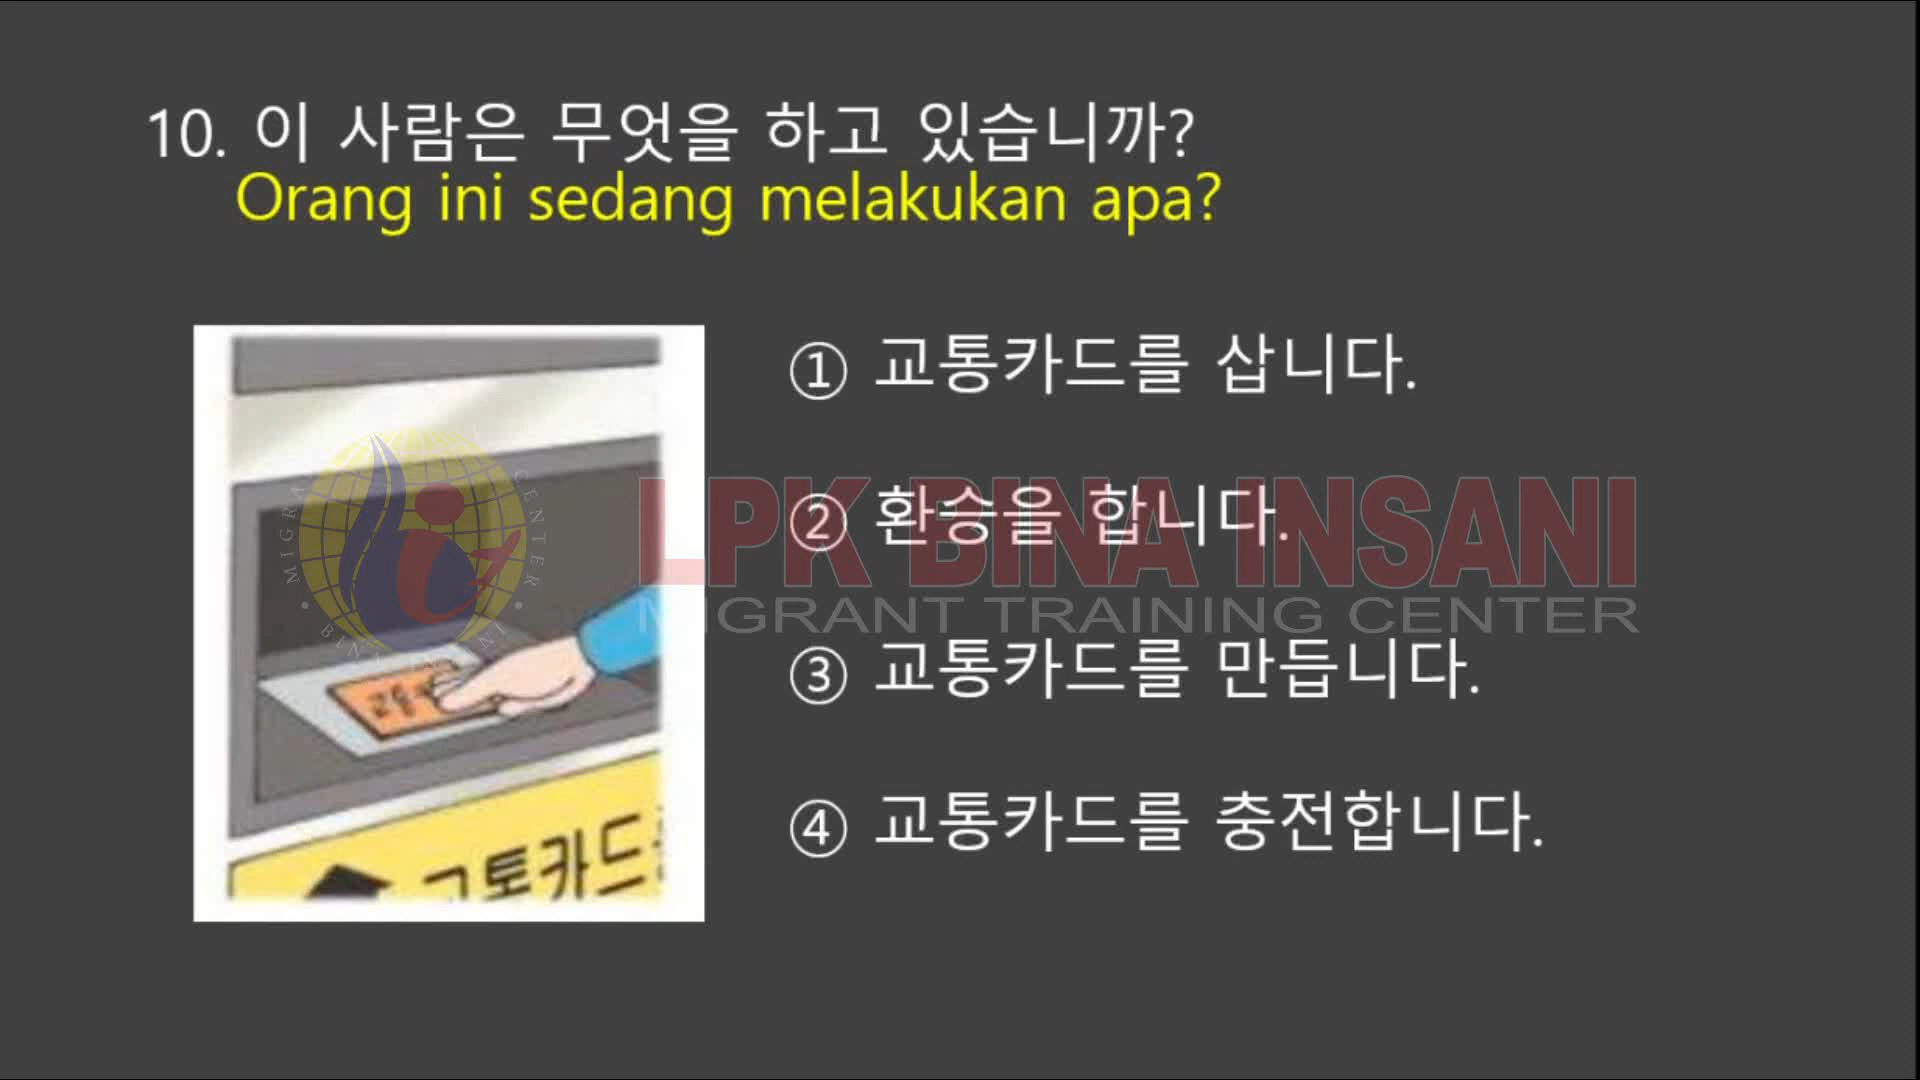 10. 이 사람은 무엇을 하고 있습니까?
Orang ini sedang melakukan apa?
① 교통카드를 삽니다.
② 환승을 합니다.
③ 교통카드를 만듭니다.
④ 교통카드를 충전합니다.
LPK BINA INSANI
MIGRANT TRAINING CENTER
교통
교통카드를